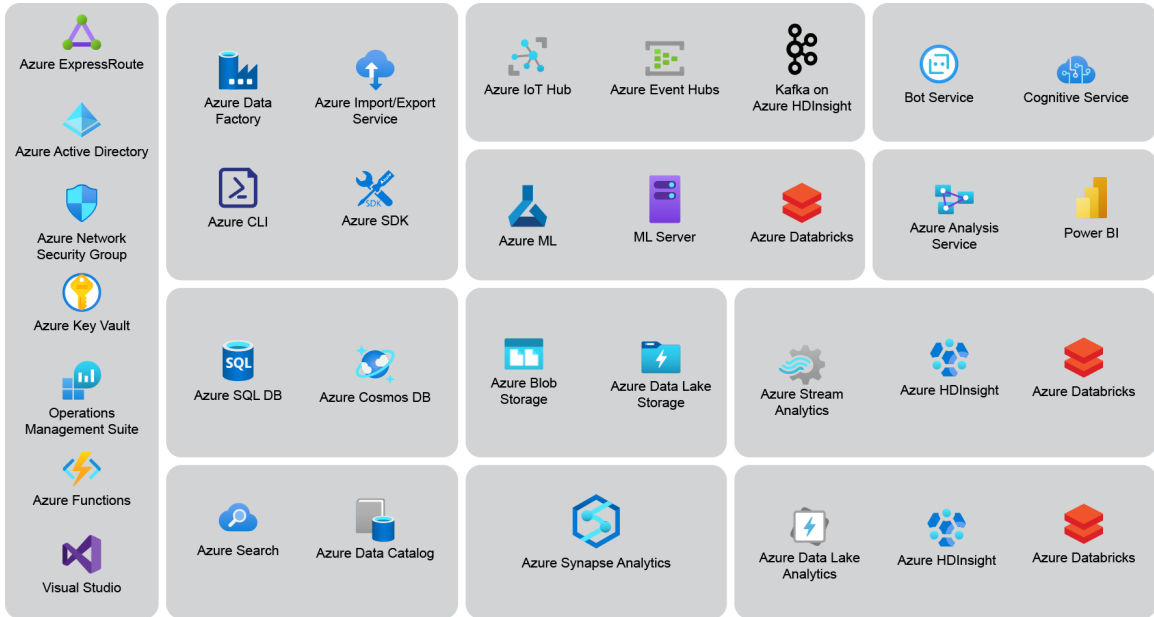 Azure ExpressRoute
Azure Active Directory
Azure Network
Security Group
Azure Key Vault
Operations
Management Suite
Azure Functions
Visual Studio
Azure Data
Factory
Azure Import/Export
Service
Azure CLI
SDK
Azure SDK
Azure IoT Hub
Azure Event Hubs
Kafka on
Azure HDInsight
Bot Service
Cognitive Service
Azure ML
ML Server
Azure Databricks
Azure Analysis
Service
Power BI
SQL
Azure SQL DB
Azure Cosmos DB
Azure Blob
Storage
Azure Data Lake
Storage
Azure Stream
Analytics
Azure HDInsight
Azure Databricks
Azure Search
Azure Data Catalog
Azure Synapse Analytics
Azure Data Lake
Analytics
Azure HDInsight
Azure Databricks